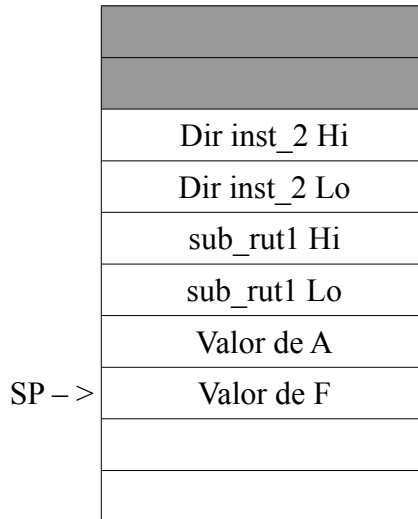 Dir inst_2 Hi
Dir inst_2 Lo
sub_rut1 Hi
sub_rut1 Lo
Valor de A
SP – > Valor de F